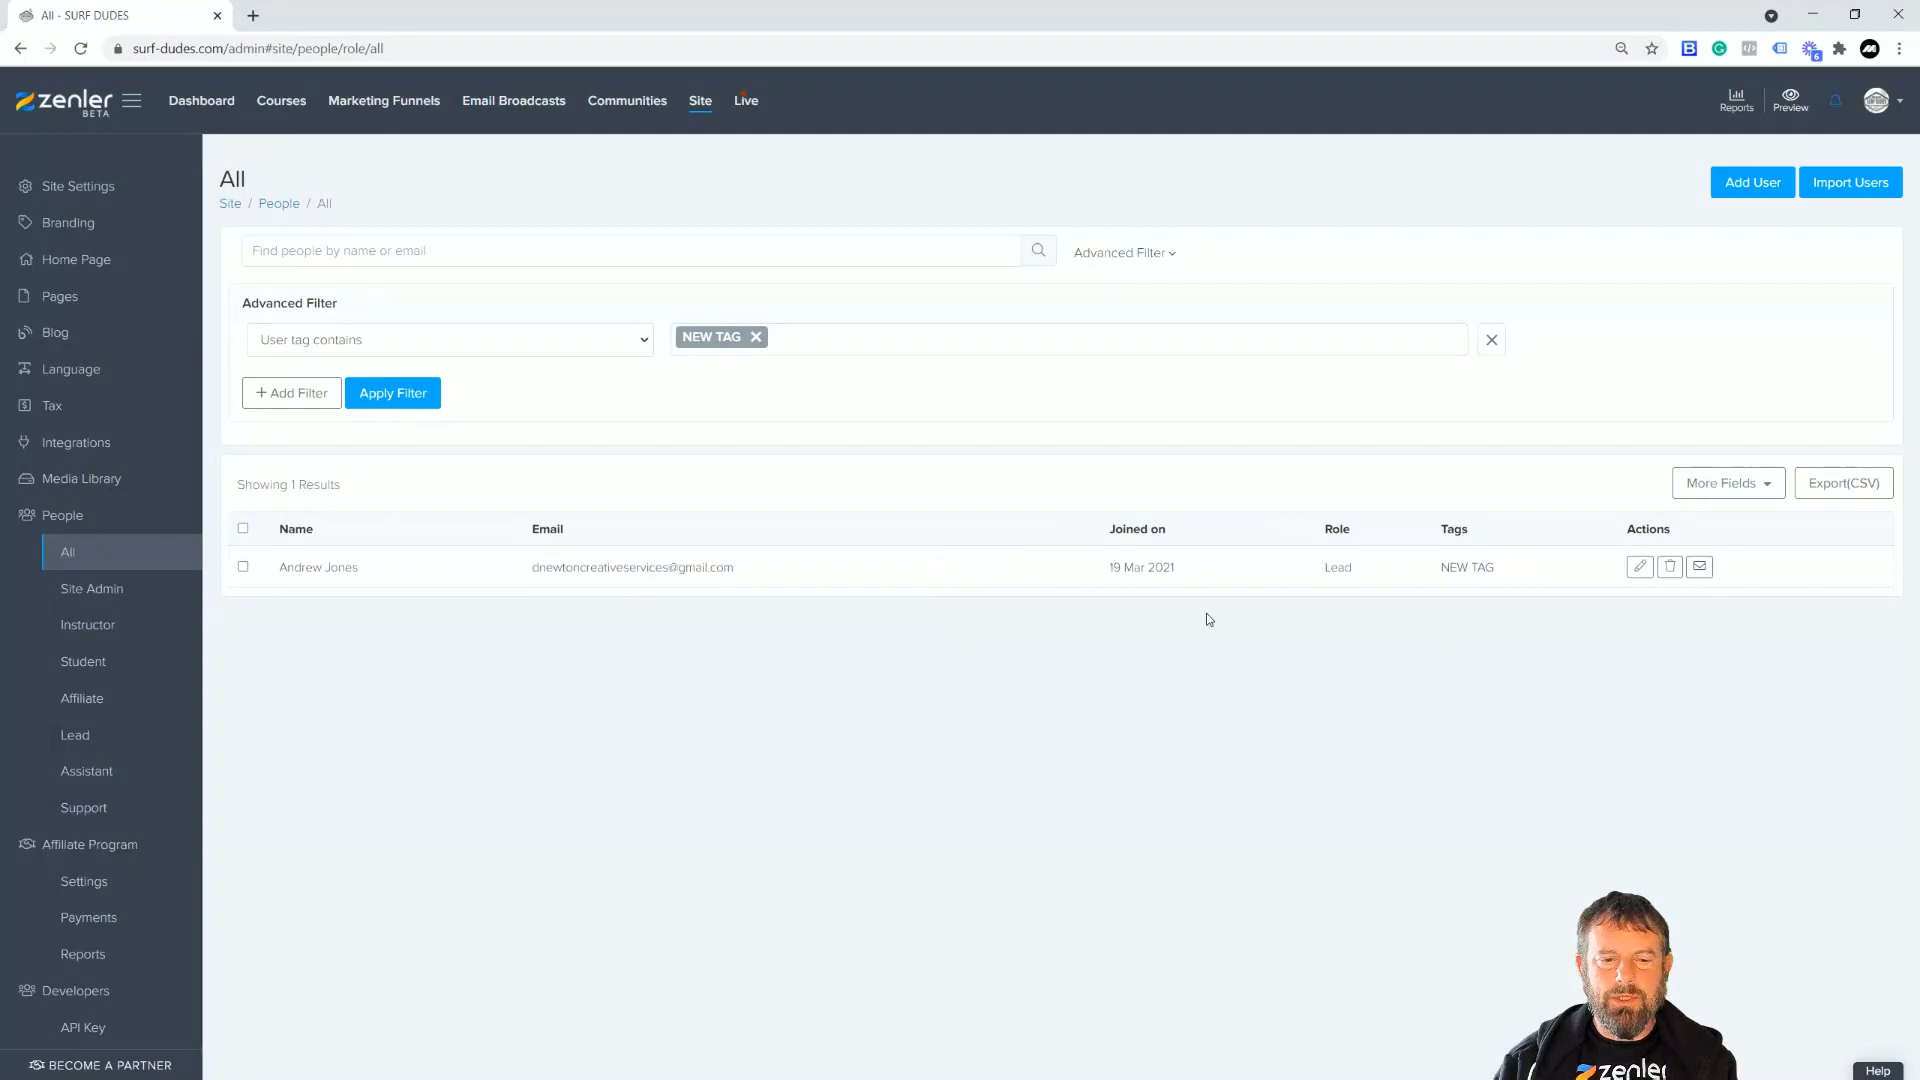 All - SURF DUDES
surf-dudes.com/admin#site/people/role/all
6
zenler
BETA
Dashboard
Courses
Marketing Funnels
Email Broadcasts
Communities
Site
Live
Reports
Preview
Site Settings
Branding
Home Page
Pages
Blog
Language
Tax
Integrations
Media Library
People
All
Site Admin
Instructor
Student
Affiliate
Lead
Assistant
Support
Affiliate Program
Settings
Payments
Reports
Developers
API Key
BECOME A PARTNER
All
Site / People / All
Add User
Import Users
Find people by name or email
Advanced Filter
Advanced Filter
User tag contains
NEW TAG
+ Add Filter
Apply Filter
Showing 1 Results
More Fields
Export(CSV)
Name Email Joined on Role Tags Actions
Andrew Jones dnewtoncreativeservices@gmail.com 19 Mar 2021 Lead NEW TAG
zenler
Help